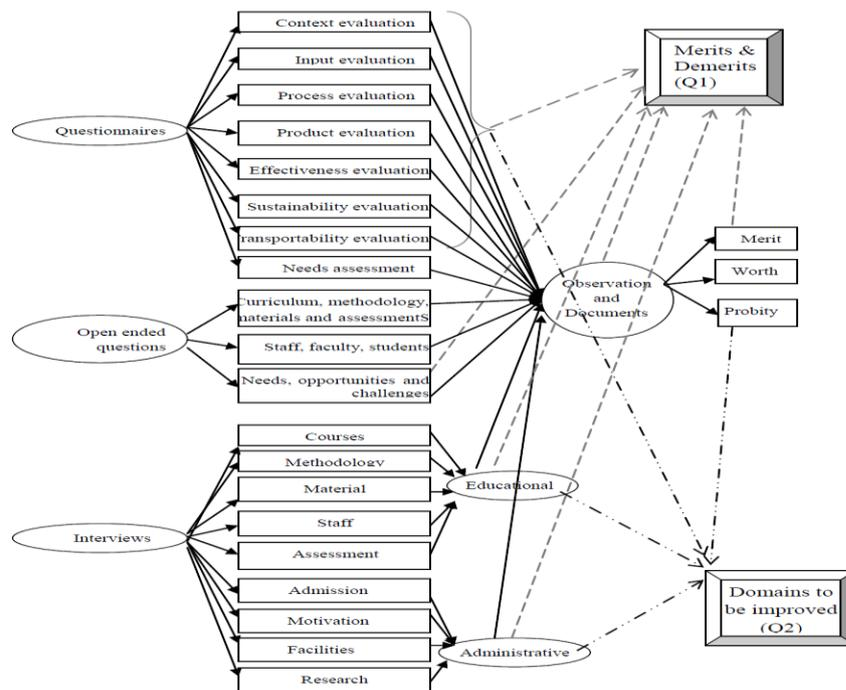 Context evaluation
Input evaluation
Process evaluation
Product evaluation
Effectiveness evaluation
Sustainability evaluation
ransportability evaluation
Needs assessment
Questionnaires
Curriculum, methodology,
materials and assessmentS
Staff, faculty, students
Needs, opportunities and
challenges
Open ended
questions
Courses
Methodology
Material
Staff
Assessment
Admission
Motivation
Facilities
Research
Interviews
Educational
Administrative
Observation
and
Documents
Merit
Worth
Probity
Merits &
Demerits
(Q1)
Domains to
be improved
(Q2)